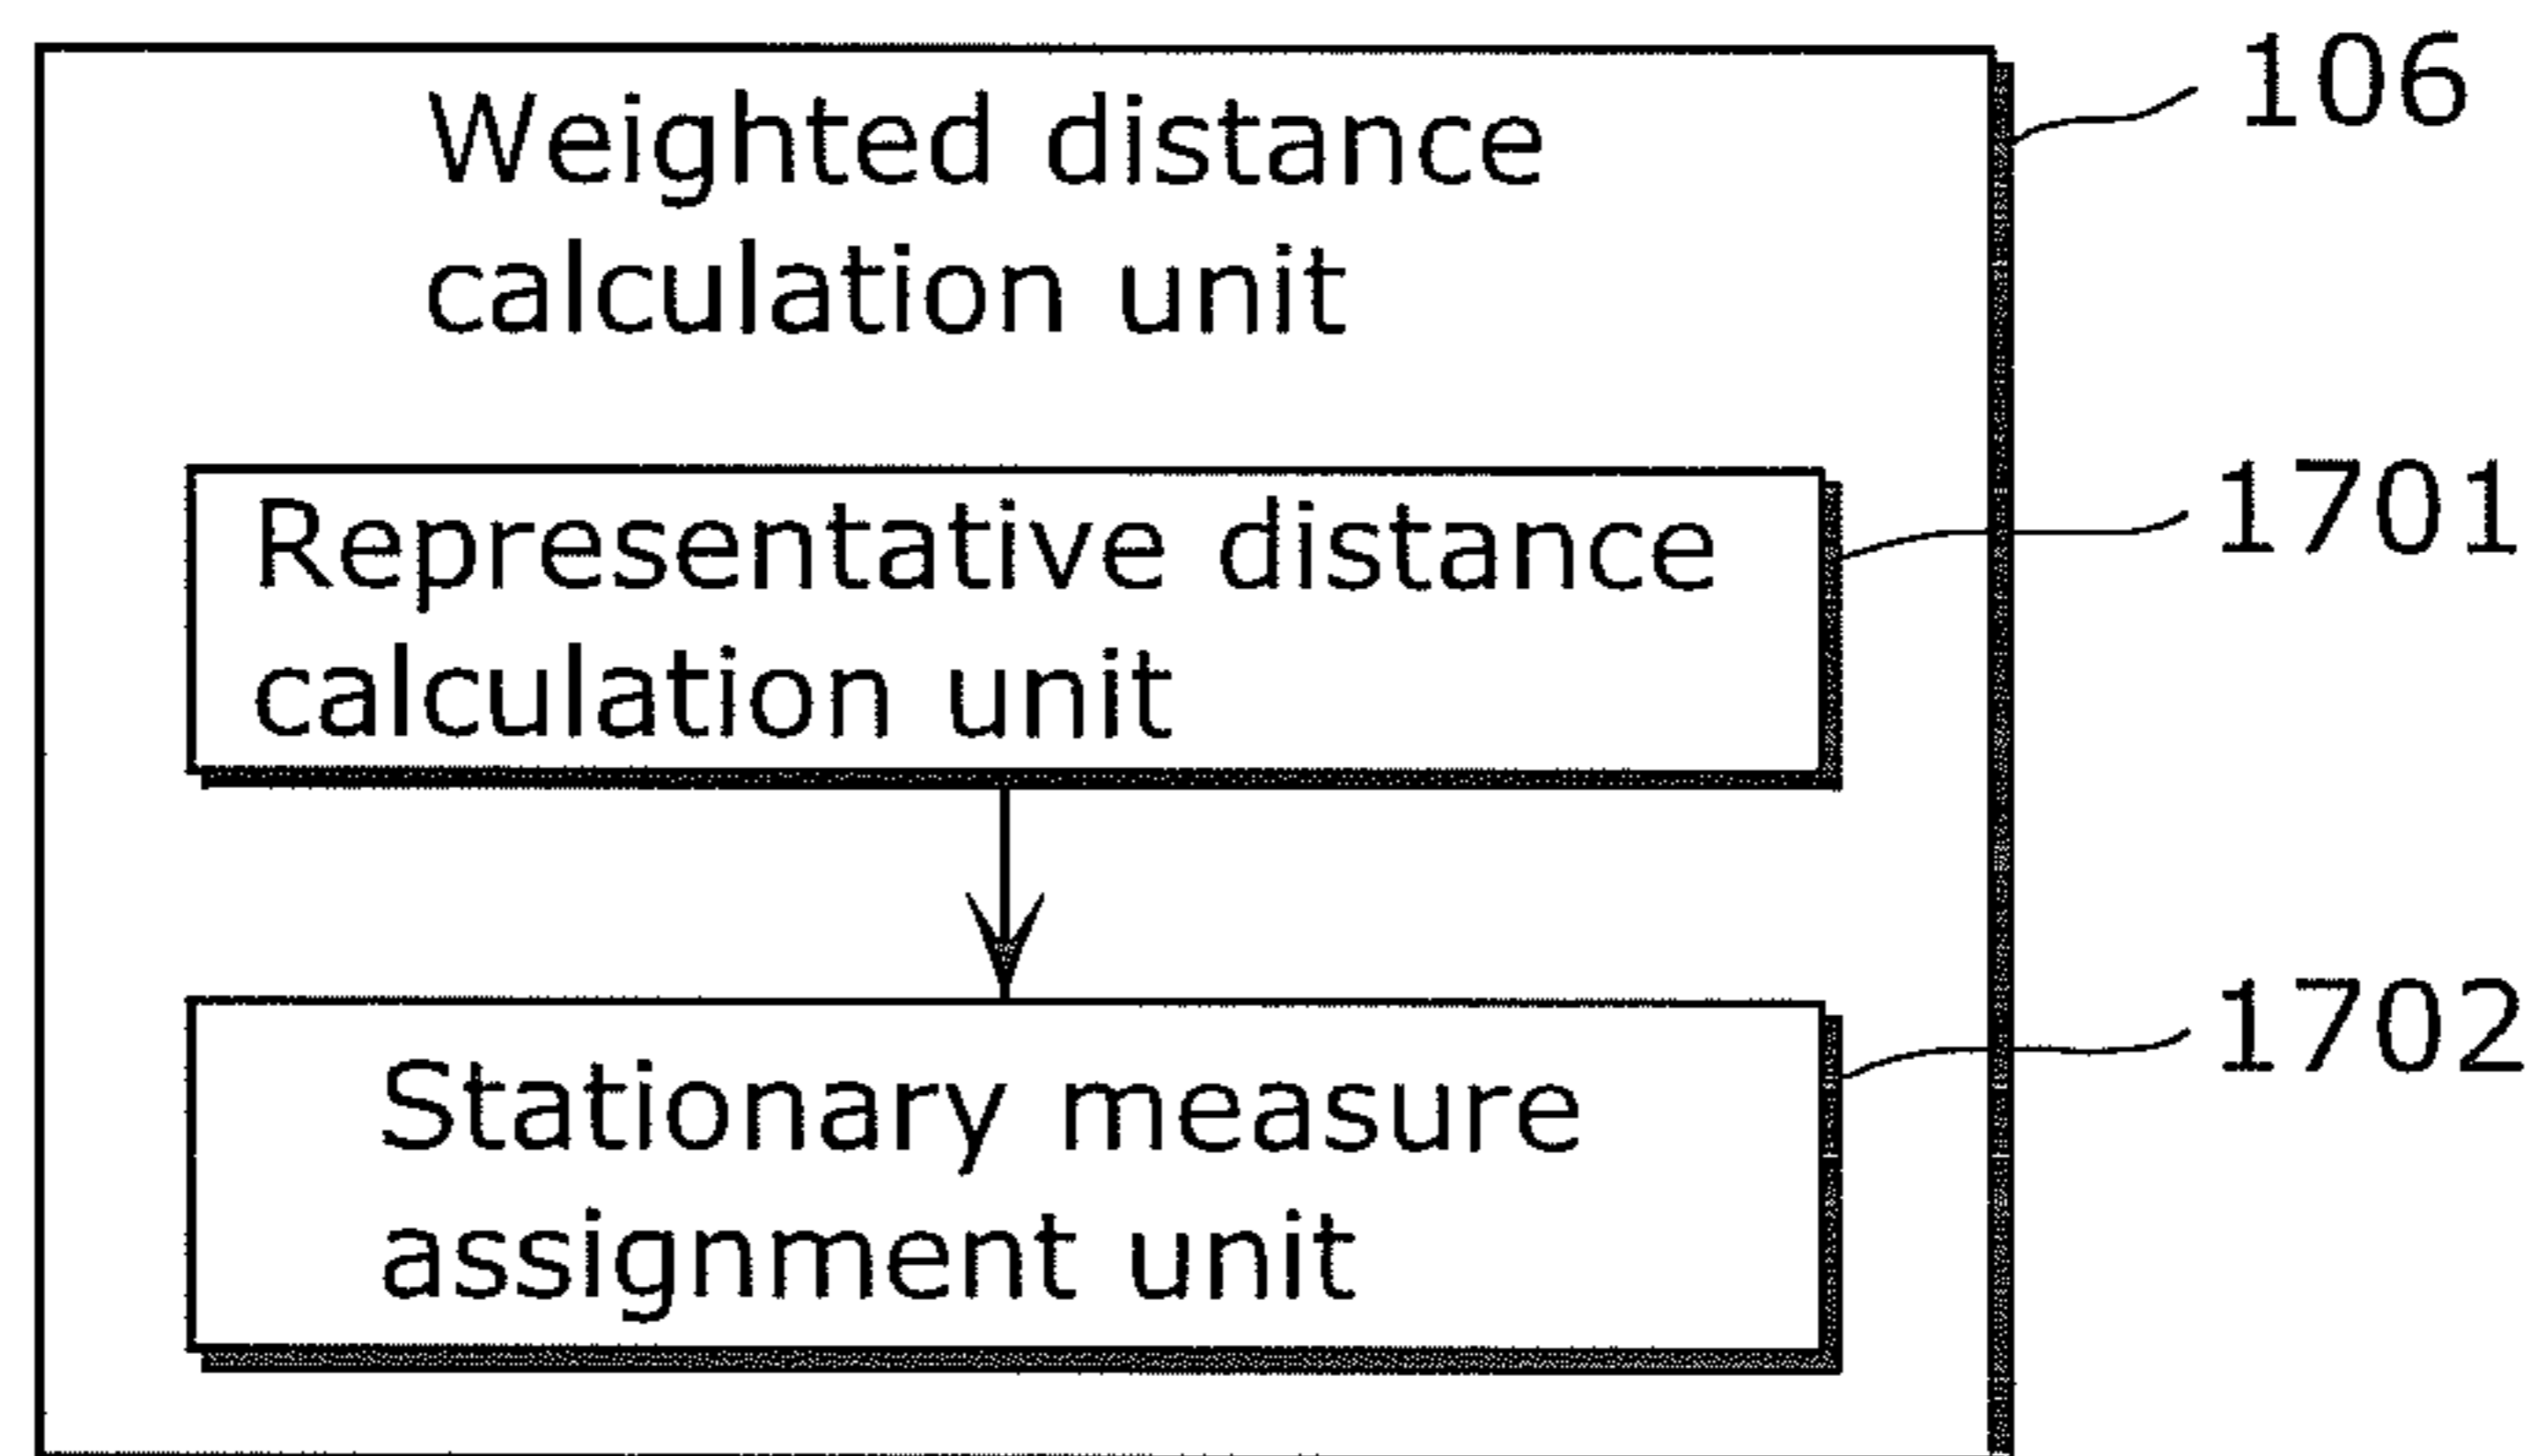 Weighted distance
calculation unit
106
Representative distance
calculation unit
1701
Stationary measure
assignment unit
1702